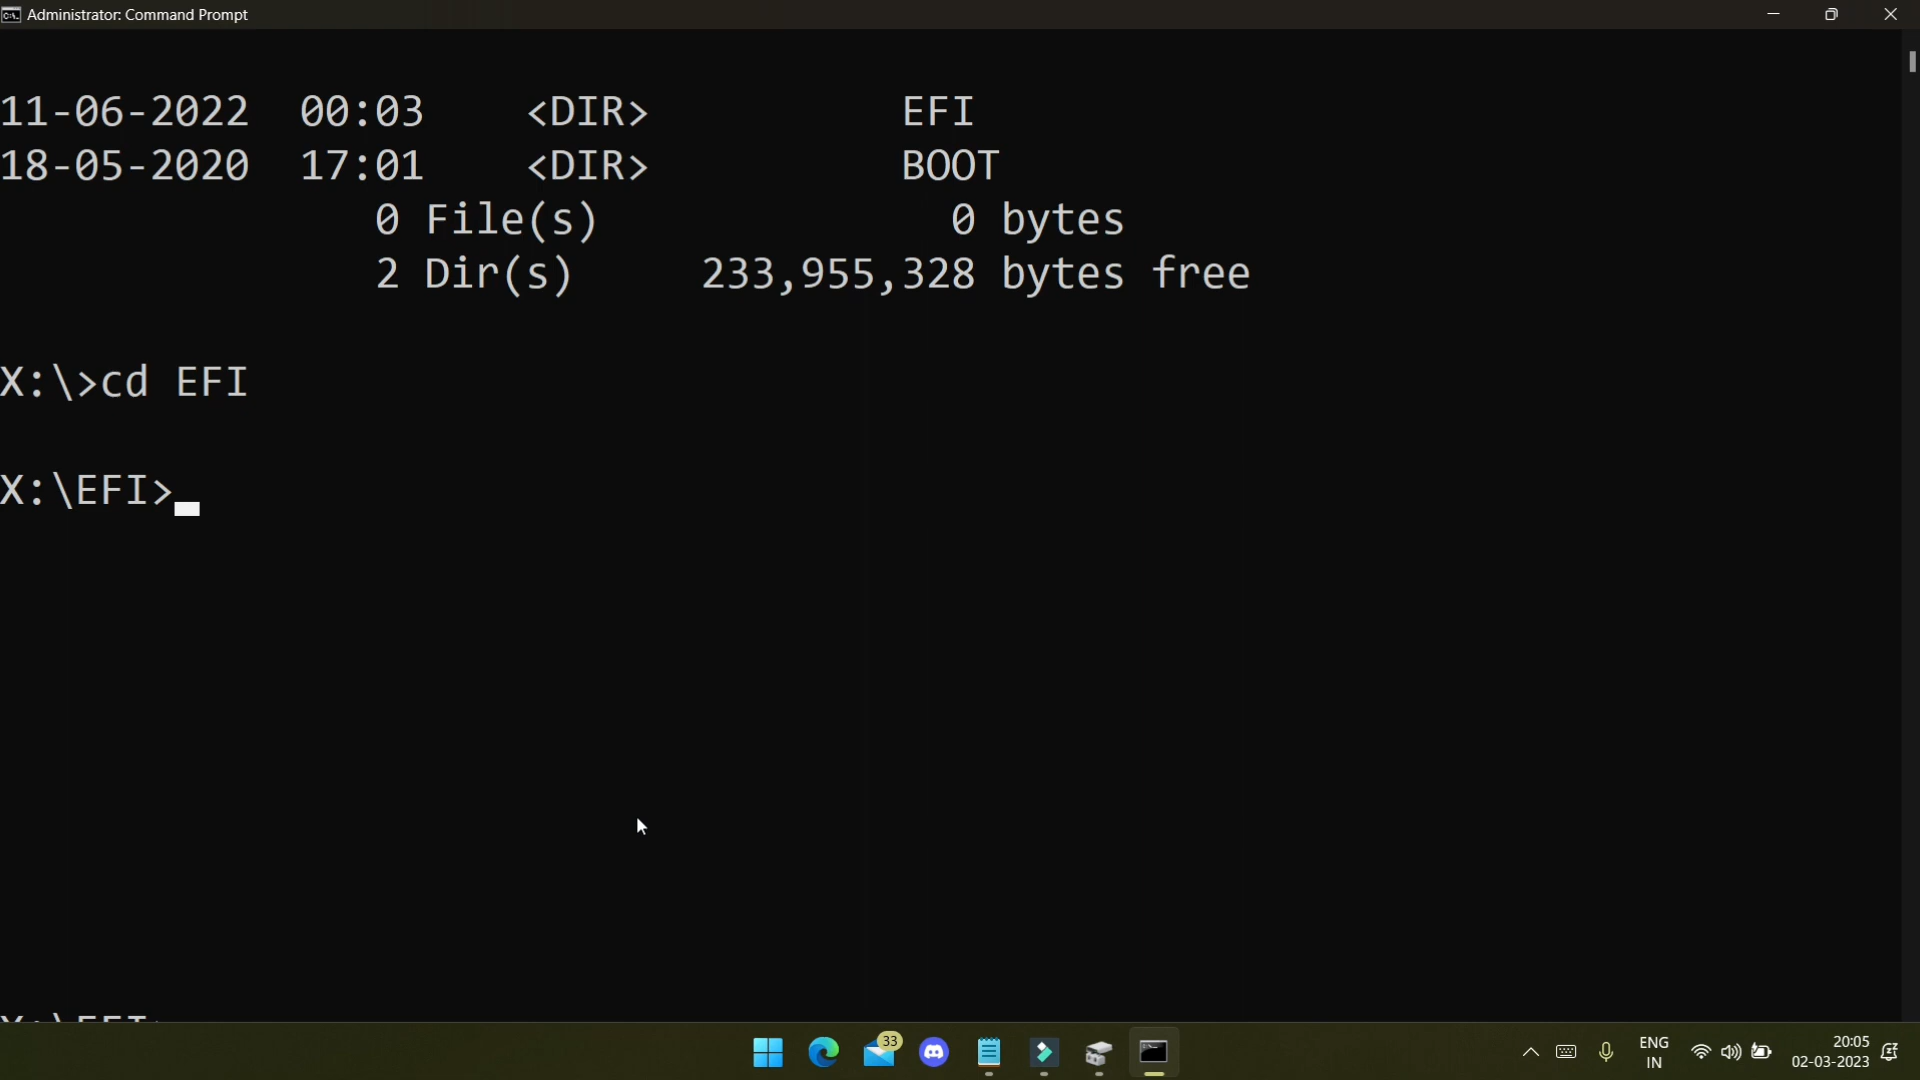 Administrator: Command Prompt
11-06-2022 00:03 <DIR> EFI
18-05-2020 17:01 <DIR> BOOT
0 File(s) 0 bytes
2 Dir(s) 233,955,328 bytes free
X:\>cd EFI
X:\EFI>
33
ENG
IN
20:05
02-03-2023